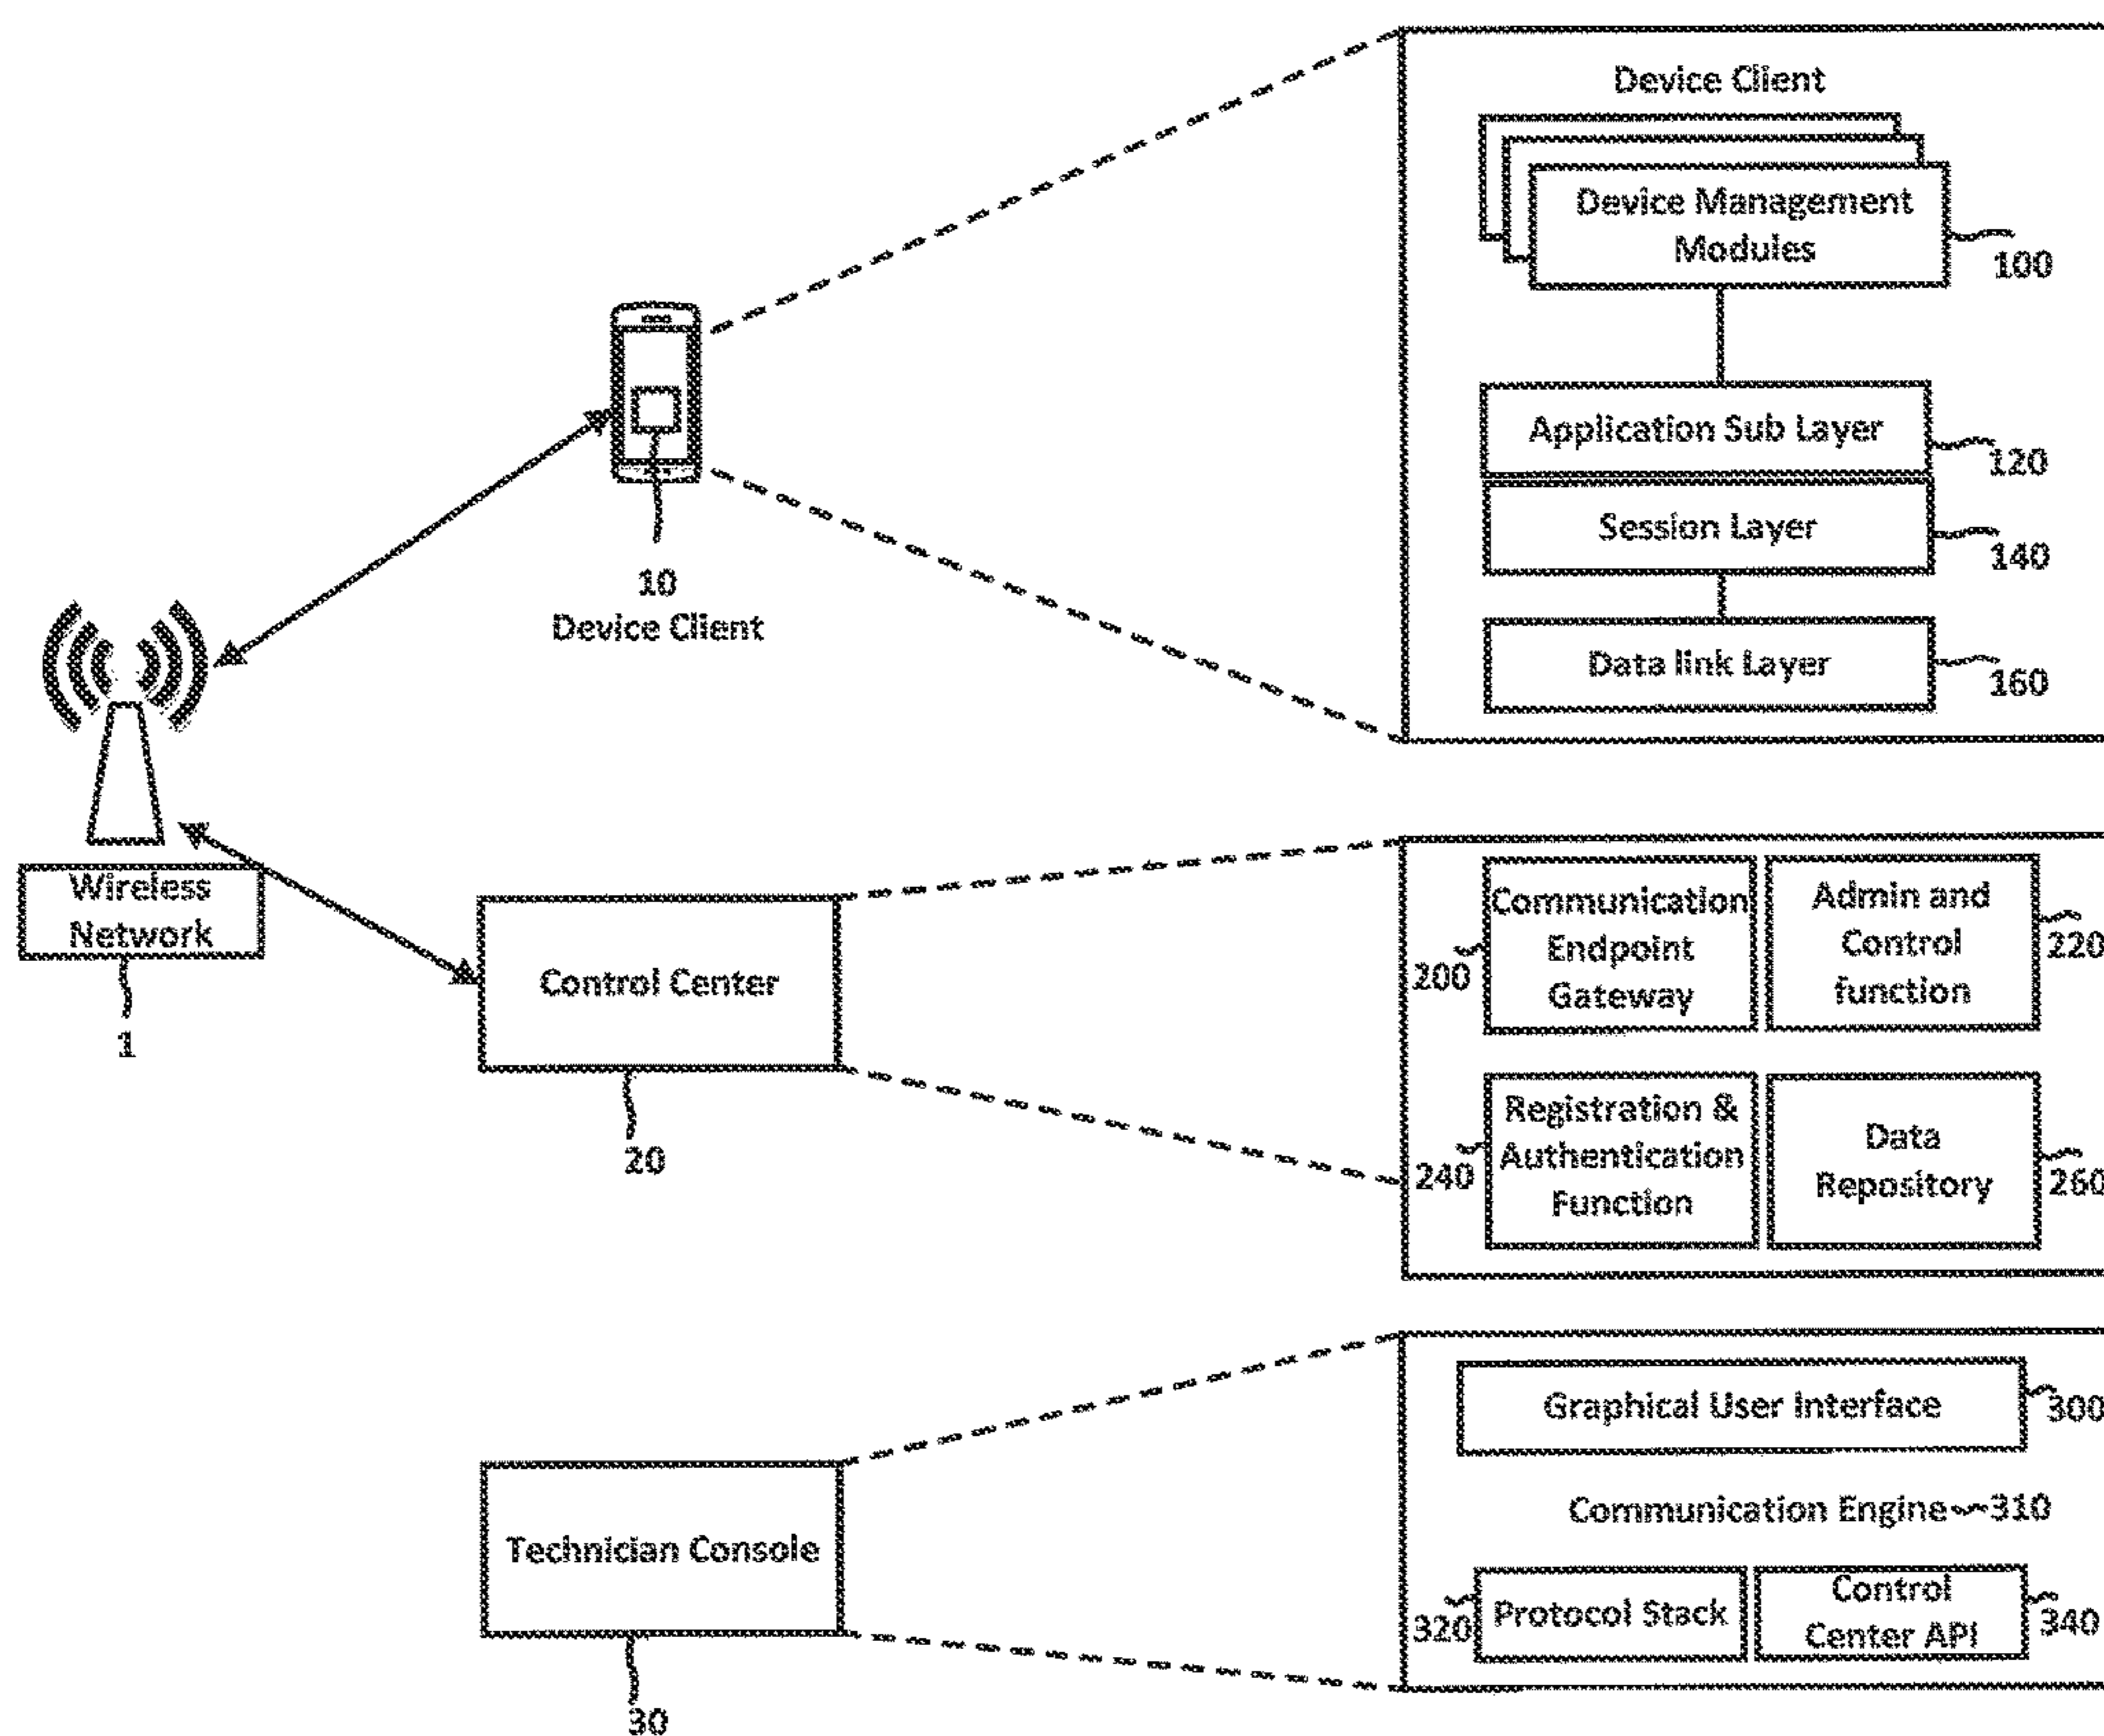 Device Client
Device Management
Modules
100
Application Sub Layer
120
Session Layer
140
Data link Layer
160
10
Device Client
Wireless
Network
1
Control Center
20
Communication
Endpoint
Gateway
200
Admin and
Control
function
220
Registration &
Authentication
Function
240
Data
Repository
260
Technician Console
30
Graphical User Interface
300
Communication Engine
310
Protocol Stack
320
Control
Center API
340